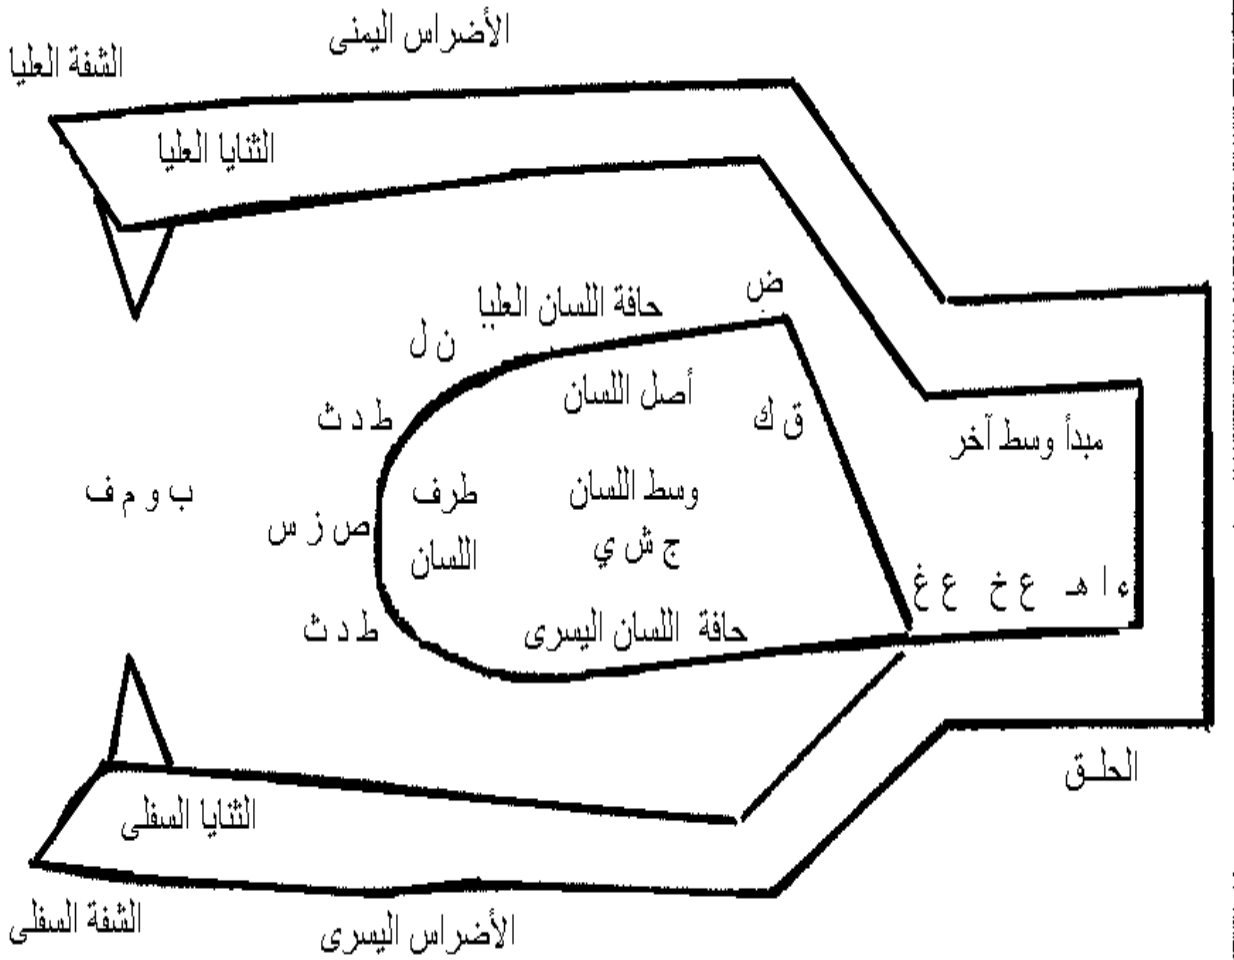 الأضراس اليمنى
الشفة العليا
الثنايا العليا
ض
حافة اللسان العليا
ن ل
أصل اللسان
ق ك
ط د ث
مبدأ وسط آخر
وسط اللسان
طرف
اللسان
ب و م ف
ص ز س
ج ش ي
ء ا هـ ع خ ع غ
حافة اللسان اليسرى
ط د ث
الحلـق
الثنايا السفلى
الشفة السفلى
الأضراس اليسرى